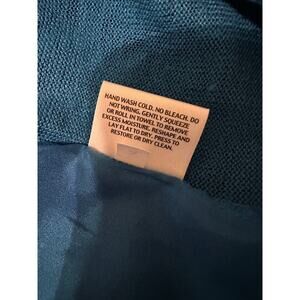 HAND WASH COLD. NO BLEACH. DO
NOT WRING. GENTLY SQUEEZE
OR ROLL IN TOWEL TO REMOVE
EXCESS MOISTURE. RESHAPE AND
LAY FLAT TO DRY. PRESS TO
RESTORE OR DRY CLEAN.